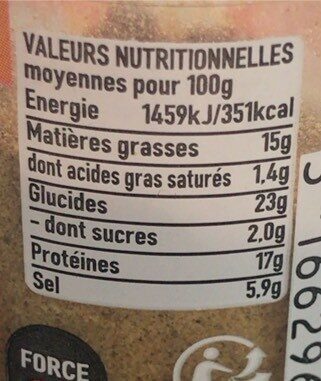 VALEURS NUTRITIONNELLES
moyennes pour 100g
Energie 1459kJ/351kcal
Matières grasses 15g
dont acides gras saturés 1,4g
Glucides 23g
- dont sucres 2,0g
Protéines 17g
Sel 5,9g
FORCE